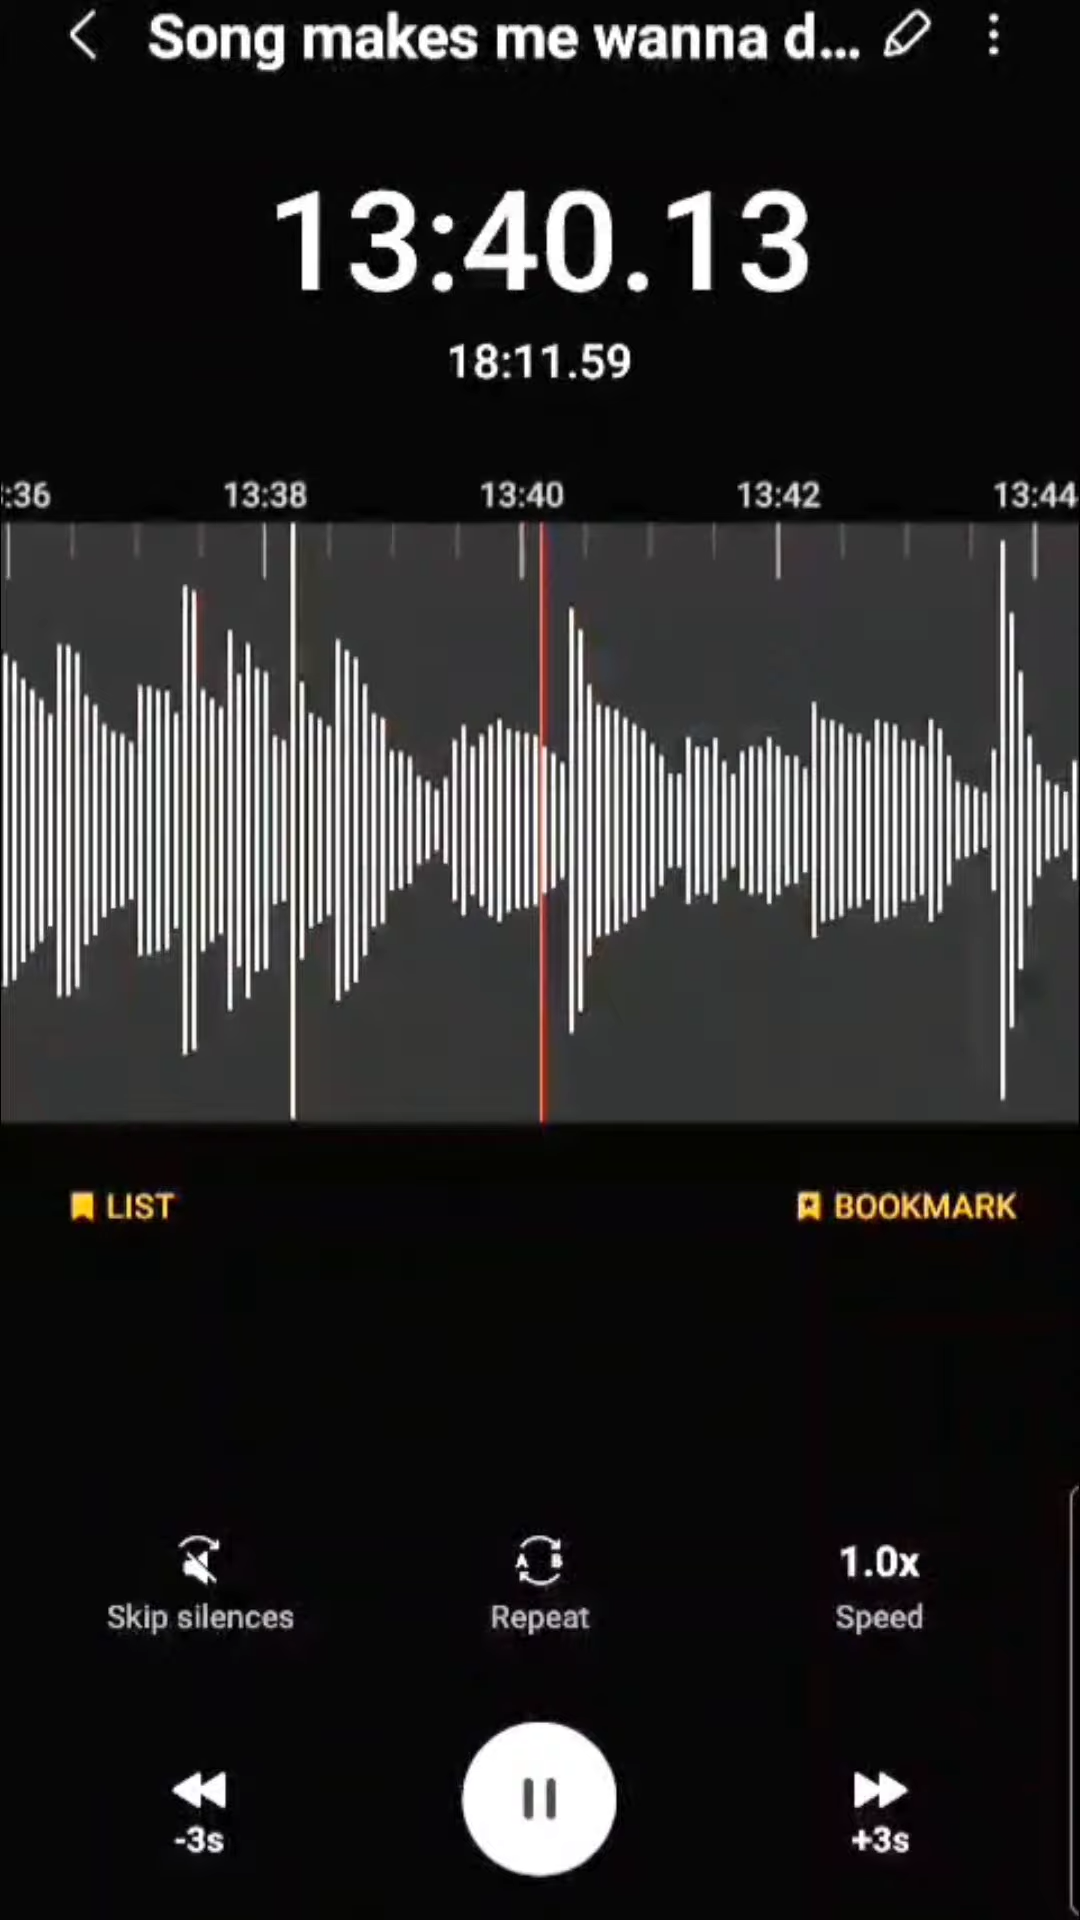 Song makes me wanna d...
13:40.13
18:11.59
:36 13:38 13:40 13:42 13:44
LIST BOOKMARK
A B 1.0x
Skip silences Repeat Speed
-3s +3s